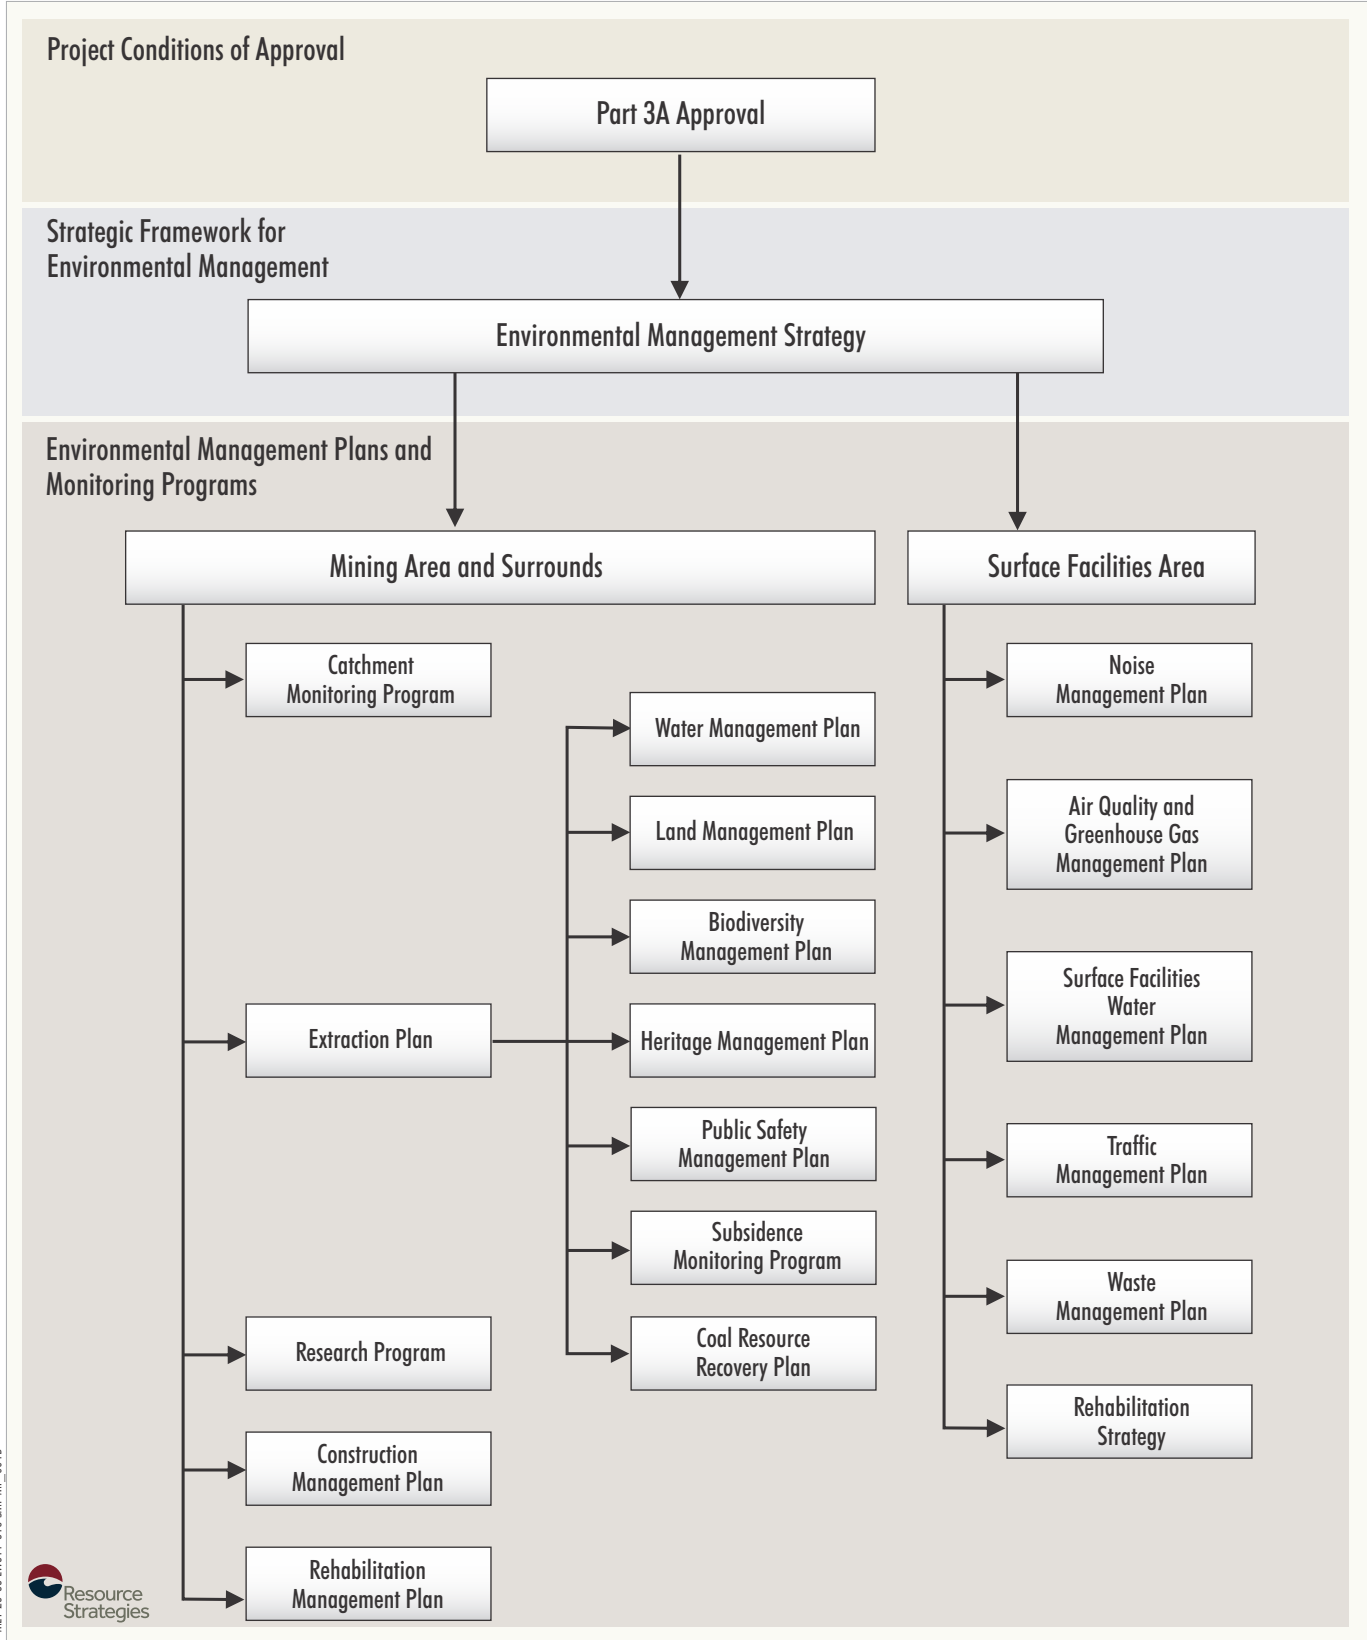 Project Conditions of Approval
Part 3A Approval
Strategic Framework for
Environmental Management
Environmental Management Strategy
Environmental Management Plans and
Monitoring Programs
Mining Area and Surrounds
Catchment
Monitoring Program
Extraction Plan
Water Management Plan
Land Management Plan
Biodiversity
Management Plan
Heritage Management Plan
Public Safety
Management Plan
Subsidence
Monitoring Program
Coal Resource
Recovery Plan
Research Program
Construction
Management Plan
Rehabilitation
Management Plan
Surface Facilities Area
Noise
Management Plan
Air Quality and
Greenhouse Gas
Management Plan
Surface Facilities
Water
Management Plan
Traffic
Management Plan
Waste
Management Plan
Rehabilitation
Strategy
Resource
Strategies